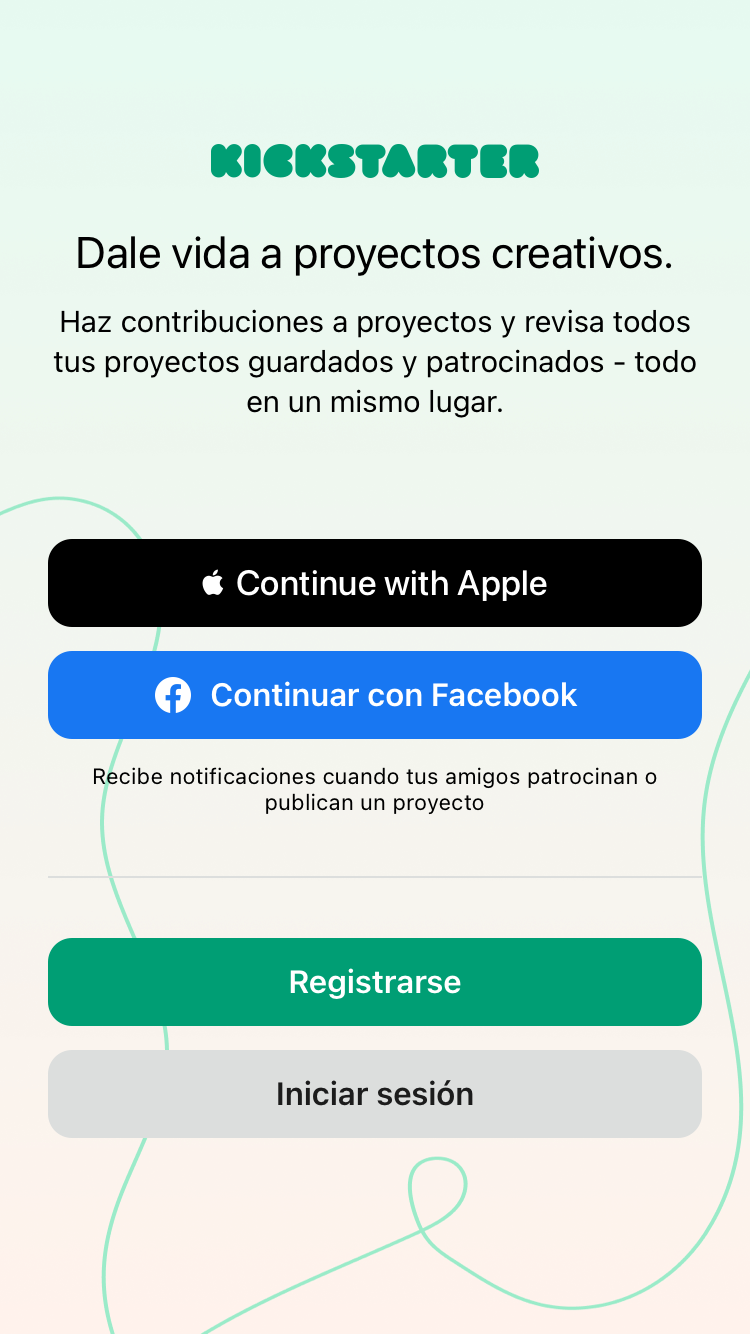 KICKSTARTER
Dale vida a proyectos creativos.
Haz contribuciones a proyectos y revisa todos
tus proyectos guardados y patrocinados - todo
en un mismo lugar.
Continue with Apple
Continuar con Facebook
Recibe notificaciones cuando tus amigos patrocinan o
publican un proyecto
Registrarse
Iniciar sesión